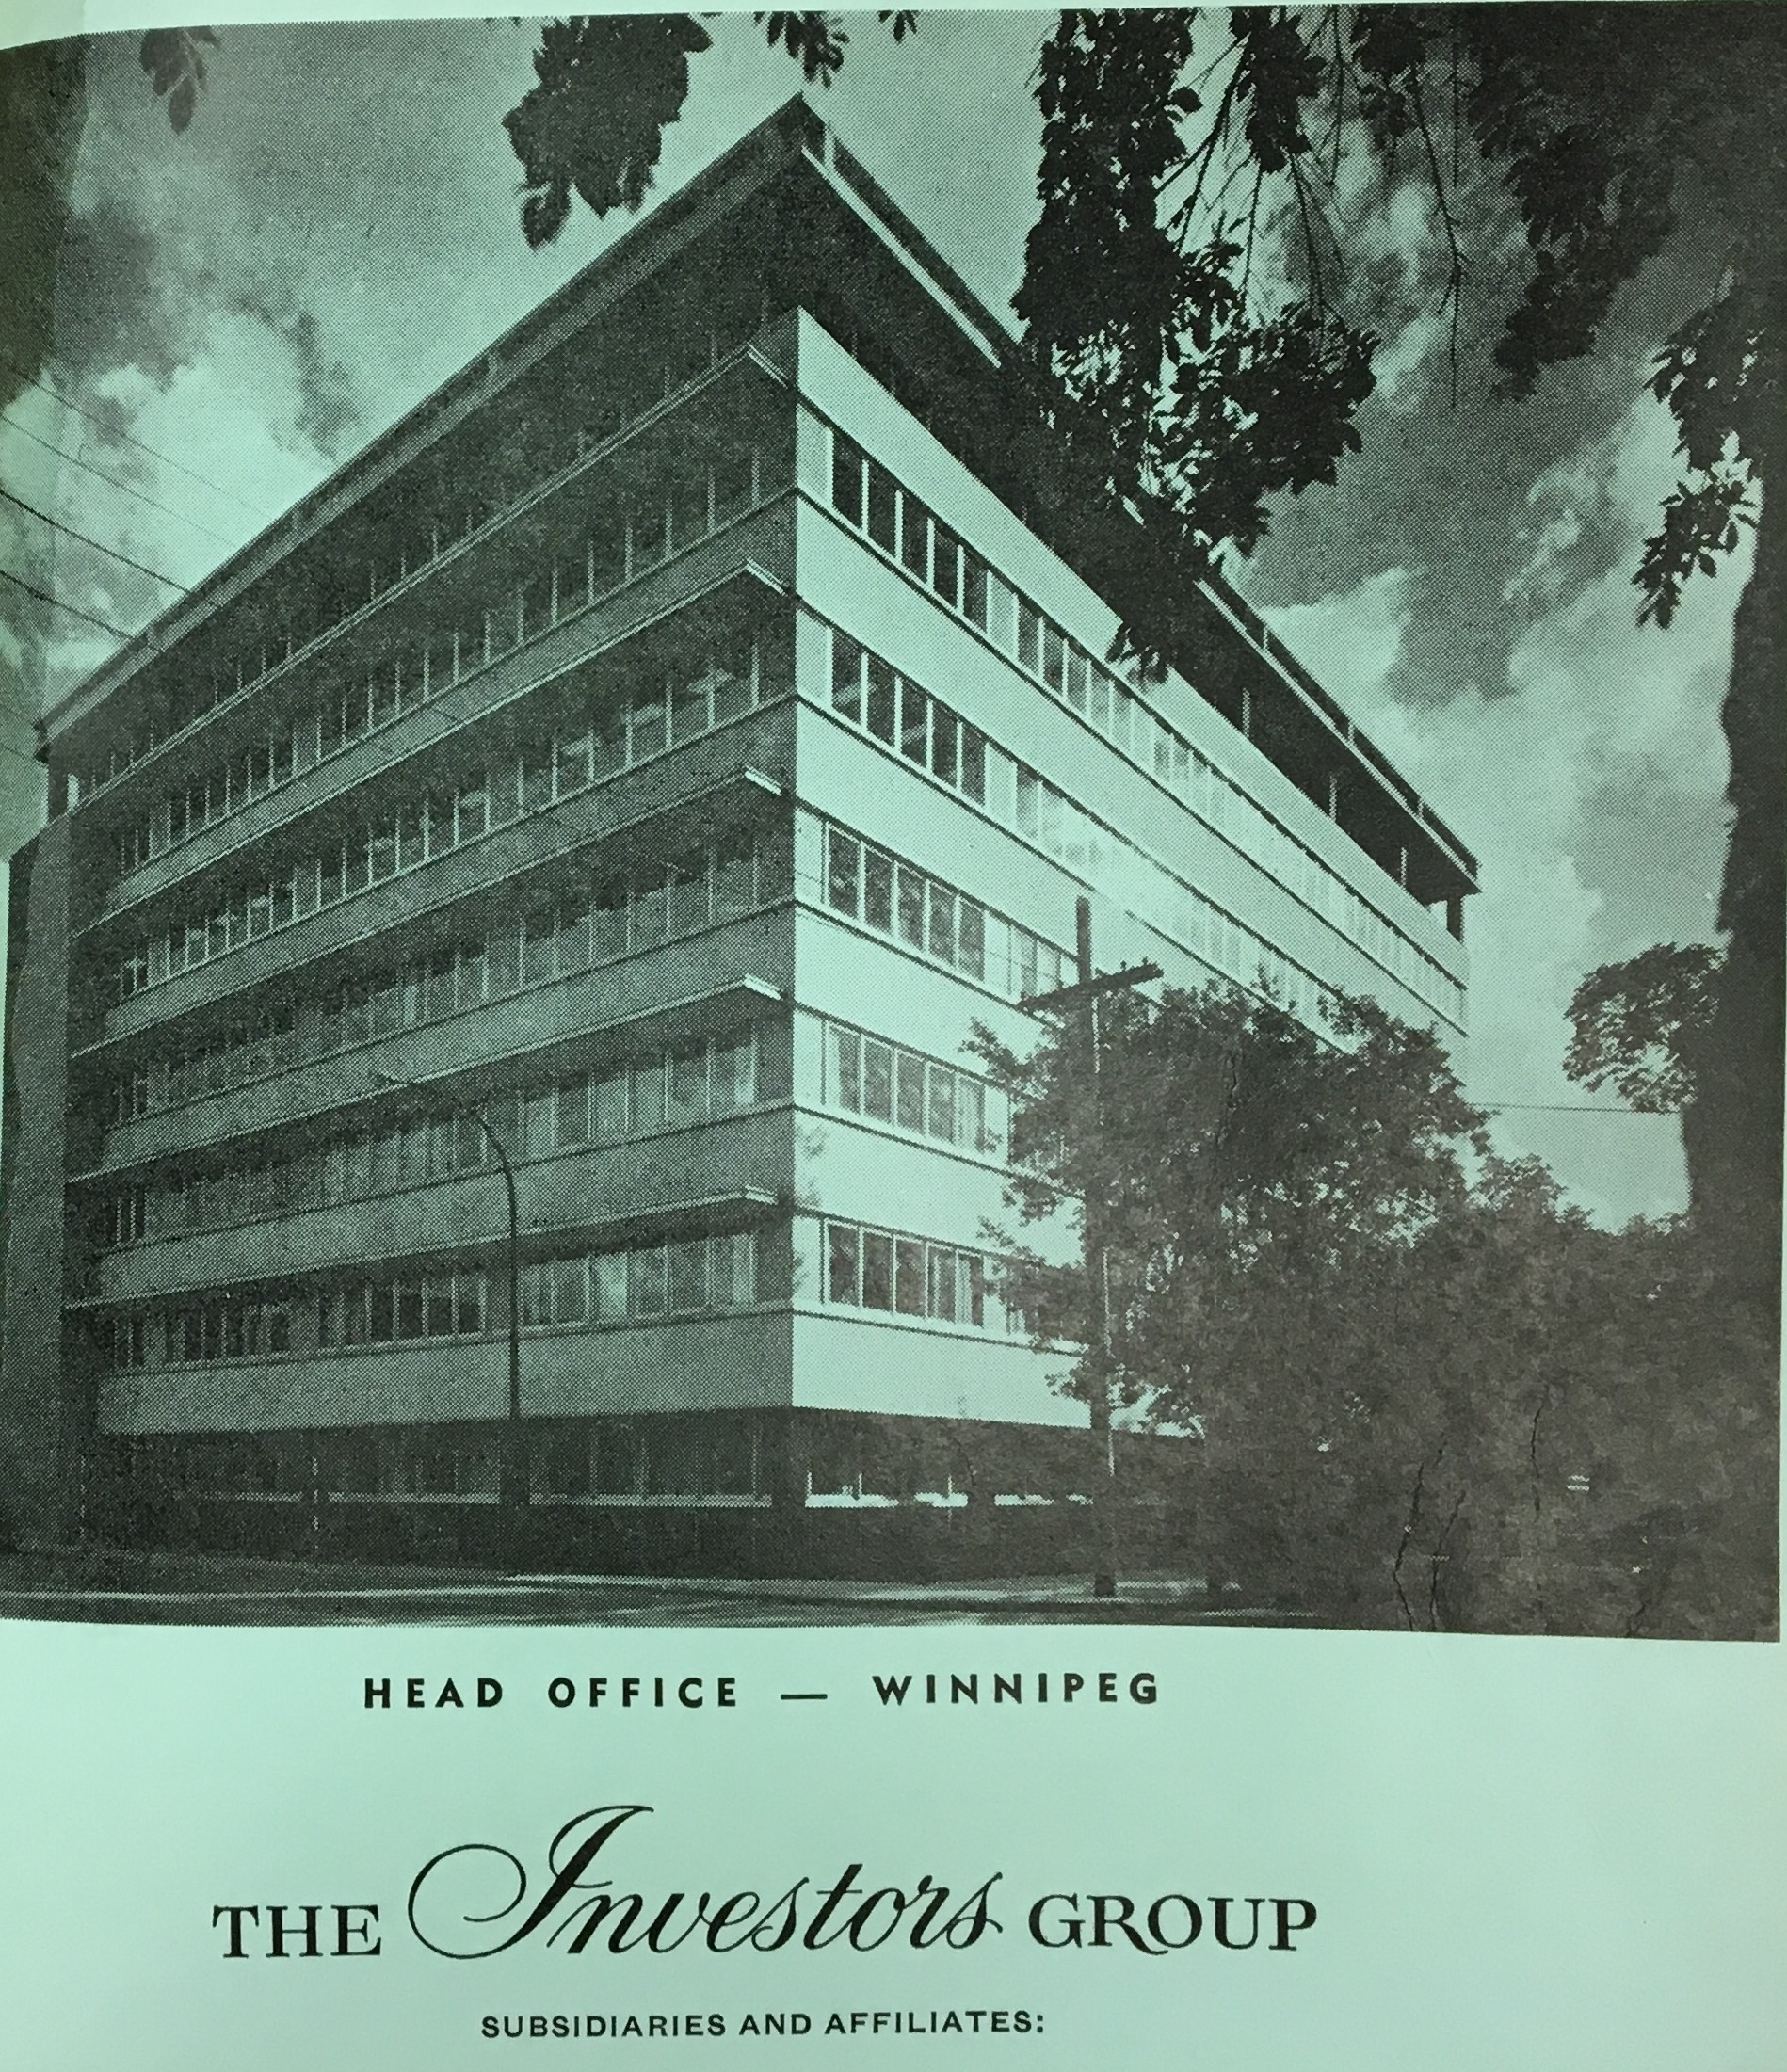 HEAD OFFICE — WINNIPEG
THE Investors GROUP
SUBSIDIARIES AND AFFILIATES: